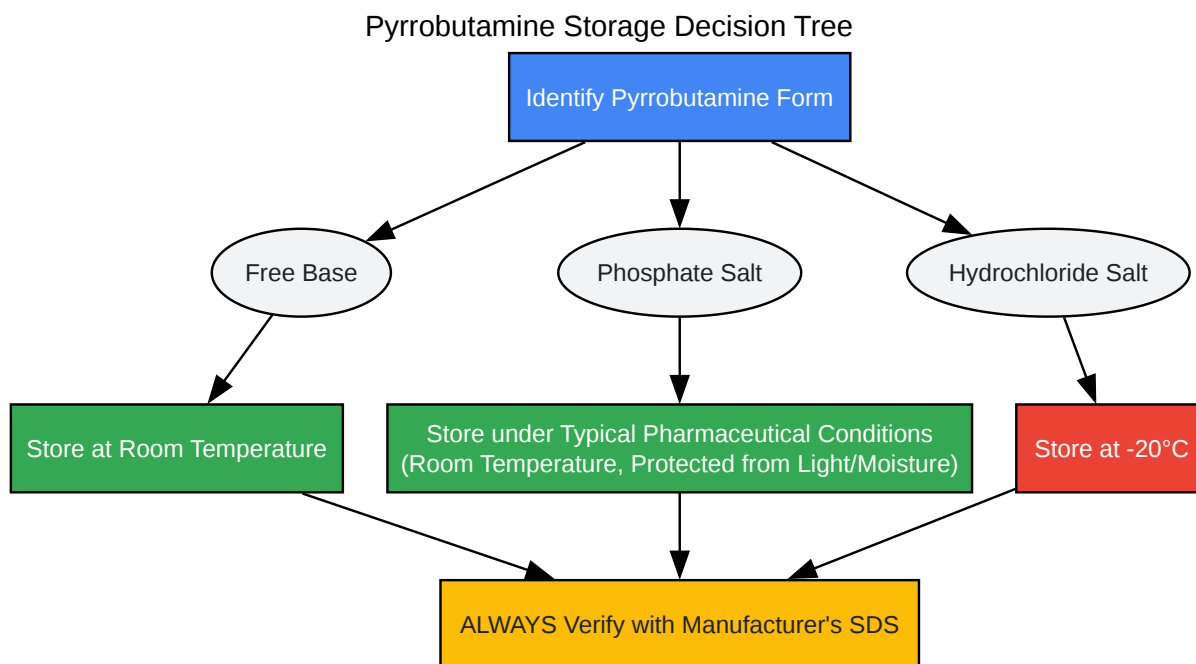 Pyrrobutamine Storage Decision Tree
Identify Pyrrobutamine Form
Free Base
Phosphate Salt
Hydrochloride Salt
Store at Room Temperature
Store under Typical Pharmaceutical Conditions
(Room Temperature, Protected from Light/Moisture)
Store at -20°C
ALWAYS Verify with Manufacturer's SDS